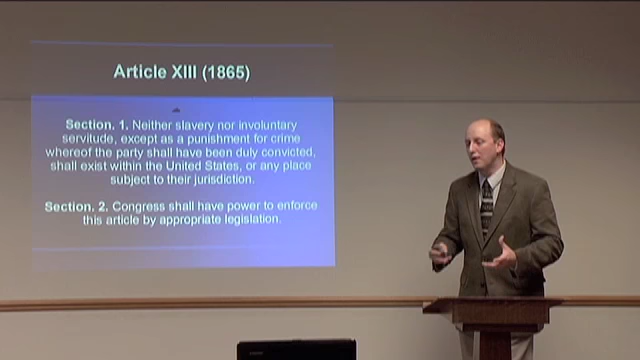 Article XIII (1865)
Section. 1. Neither slavery nor involuntary
servitude, except as a punishment for crime
whereof the party shall have been duly convicted,
shall exist within the United States, or any place
subject to their jurisdiction.
Section. 2. Congress shall have power to enforce
this article by appropriate legislation.